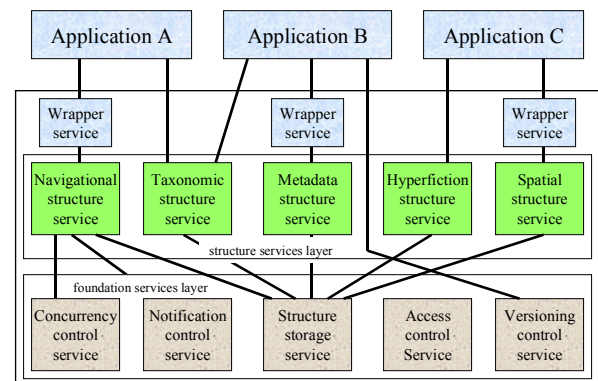 Application A
Application B
Application C
Wrapper
service
Wrapper
service
Wrapper
service
Navigational
structure
service
Taxonomic
structure
service
Metadata
structure
service
Hyperfiction
structure
service
Spatial
structure
service
structure services layer
foundation services layer
Concurrency
control
service
Notification
control
service
Structure
storage
service
Access
control
Service
Versioning
control
service